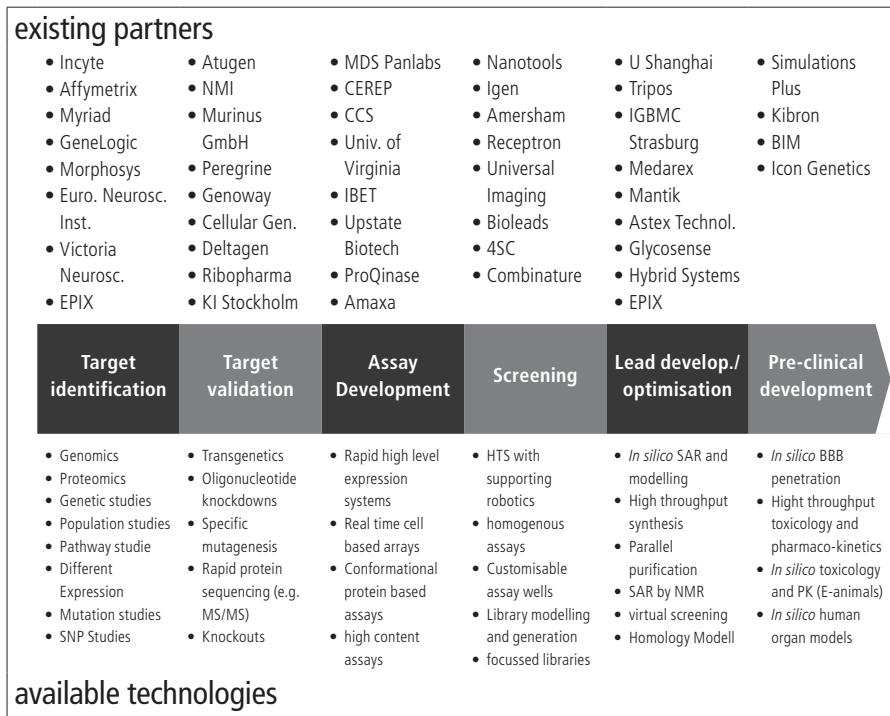 existing partners
• Incyte
• Affymetrix
• Myriad
• GeneLogic
• Morphosys
• Euro. Neurosc.
Inst.
• Victoria
Neurosc.
• EPIX
• Atugen
• NMI
• Murinus
GmbH
• Peregrine
• Genoway
• Cellular Gen.
• Deltagen
• Ribopharma
• KI Stockholm
• MDS Panlabs
• CEREP
• CCS
• Univ. of
Virginia
• IBET
• Upstate
Biotech
• ProQinase
• Amaxa
• Nanotools
• Igen
• Amersham
• Receptron
• Universal
Imaging
• Bioleads
• 4SC
• Combinature
• U Shanghai
• Tripos
• IGBMC
Strasburg
• Medarex
• Mantik
• Astex Technol.
• Glycosense
• Hybrid Systems
• EPIX
• Simulations
Plus
• Kibron
• BIM
• Icon Genetics
Target
identification
Target
validation
Assay
Development
Screening
Lead develop./
optimisation
Pre-clinical
development
• Genomics
• Proteomics
• Genetic studies
• Population studies
• Pathway studie
• Different
Expression
• Mutation studies
• SNP Studies
• Transgenetics
• Oligonucleotide
knockdowns
• Specific
mutagenesis
• Rapid protein
sequencing (e.g.
MS/MS)
• Knockouts
• Rapid high level
expression
systems
• Real time cell
based arrays
• Conformational
protein based
assays
• high content
assays
• HTS with
supporting
robotics
• homogenous
assays
• Customisable
assay wells
• Library modelling
and generation
• focussed libraries
• In silico SAR and
modelling
• High throughput
synthesis
• Parallel
purification
• SAR by NMR
• virtual screening
• Homology Modell
• In silico BBB
penetration
• Hight throughput
toxicology and
pharmaco-kinetics
• In silico toxicology
and PK (E-animals)
• In silico human
organ models
available technologies